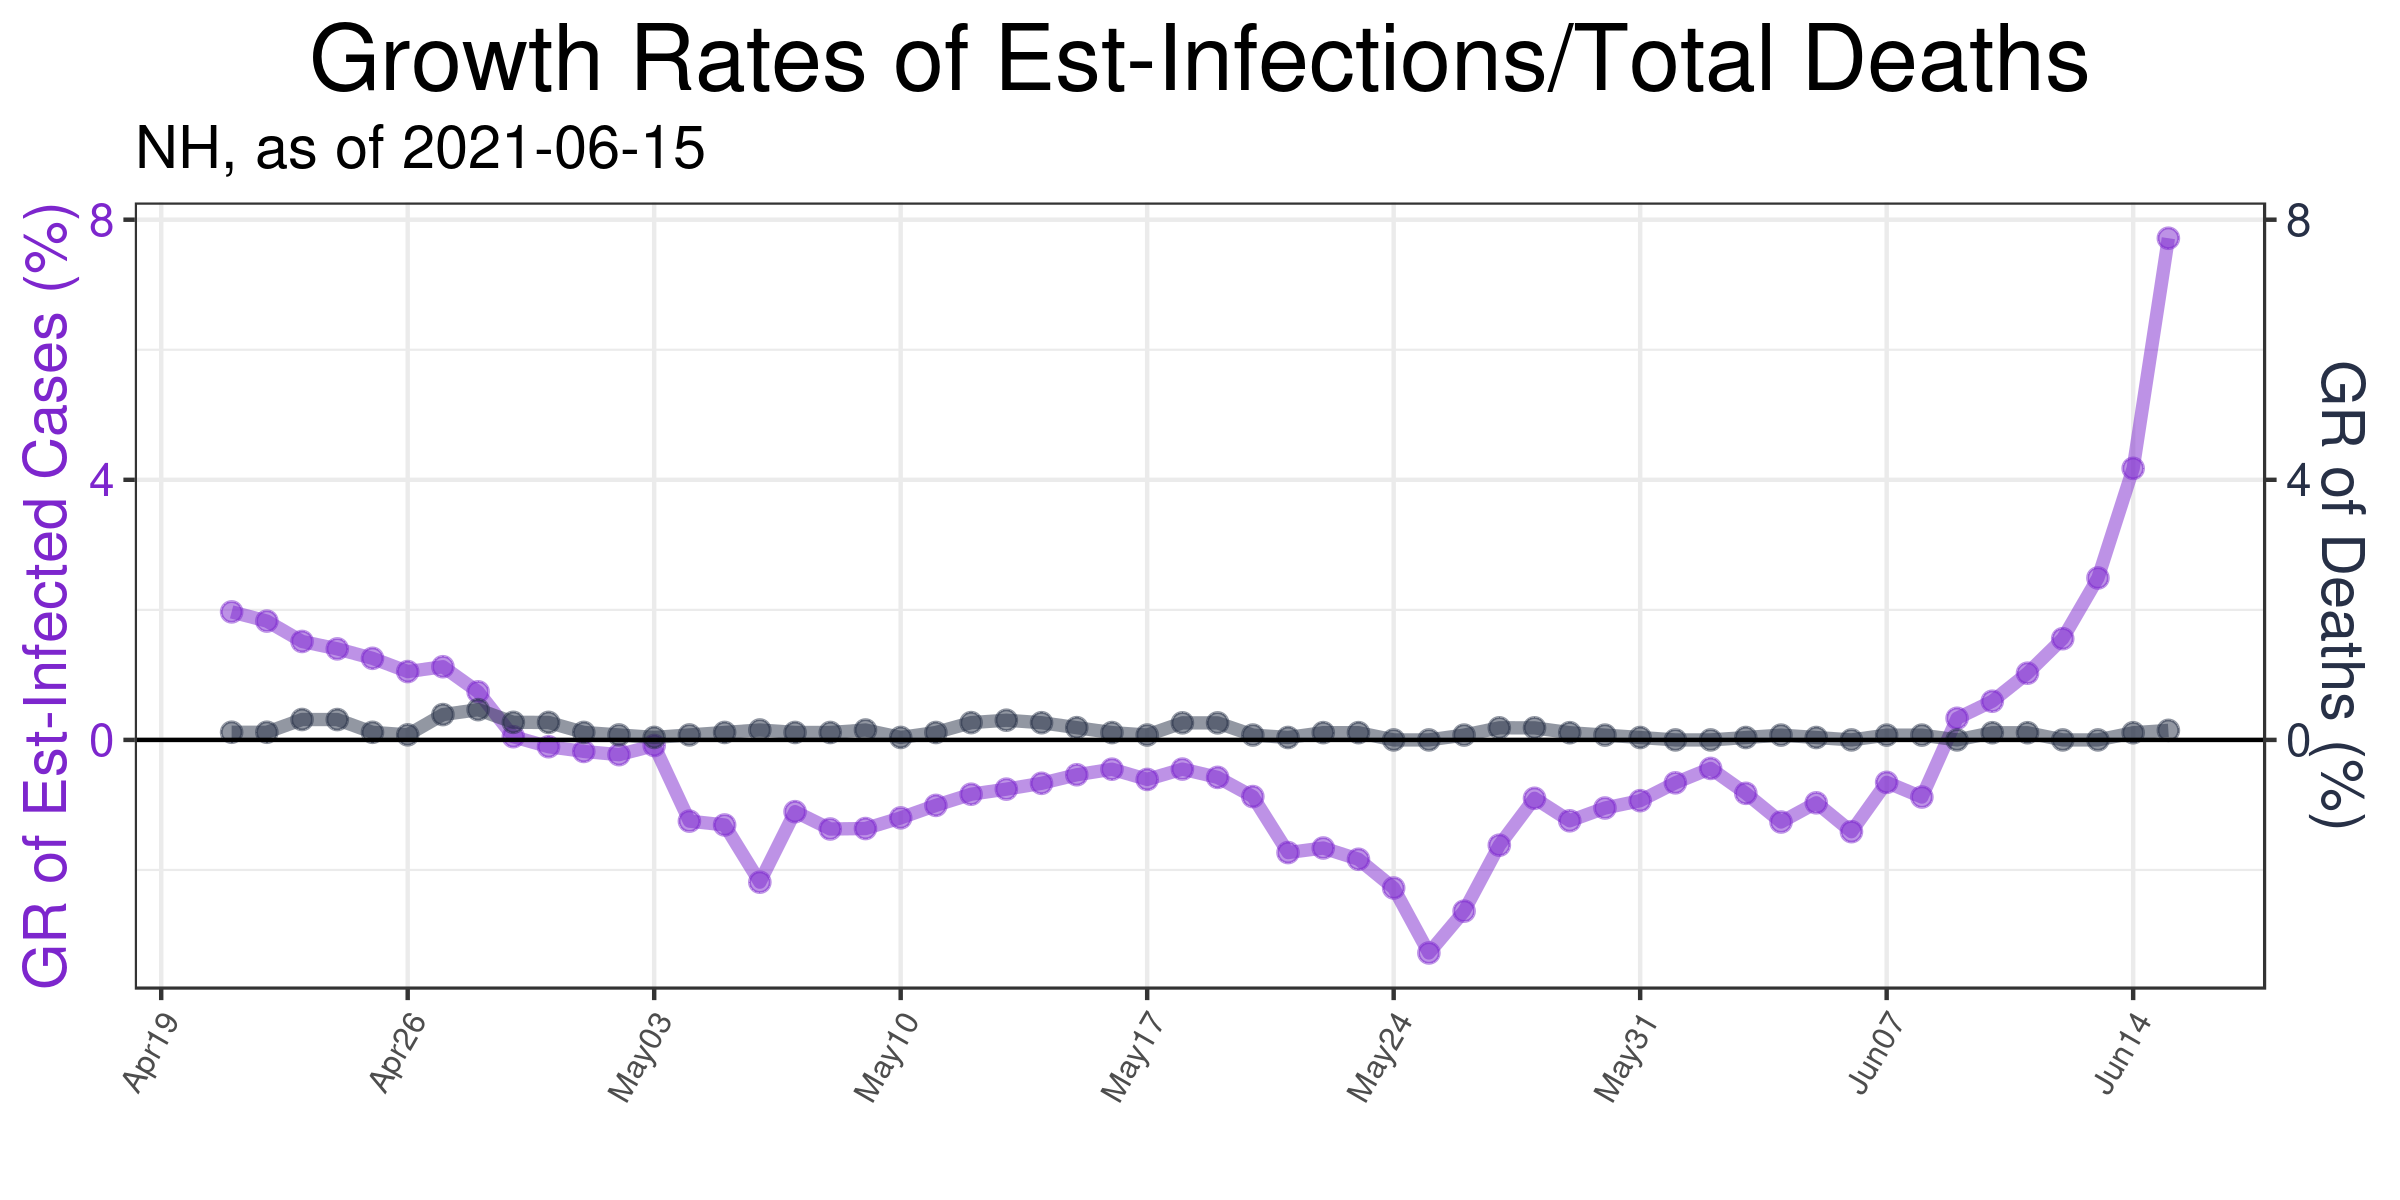 Growth Rates of Est-Infections/Total Deaths
NH, as of 2021-06-15
GR of Est-Infected Cases (%)
8
4
0
8
4
0
GR of Deaths (%)
Apr19
Apr26
May03
May10
May17
May24
May31
Jun07
Jun14